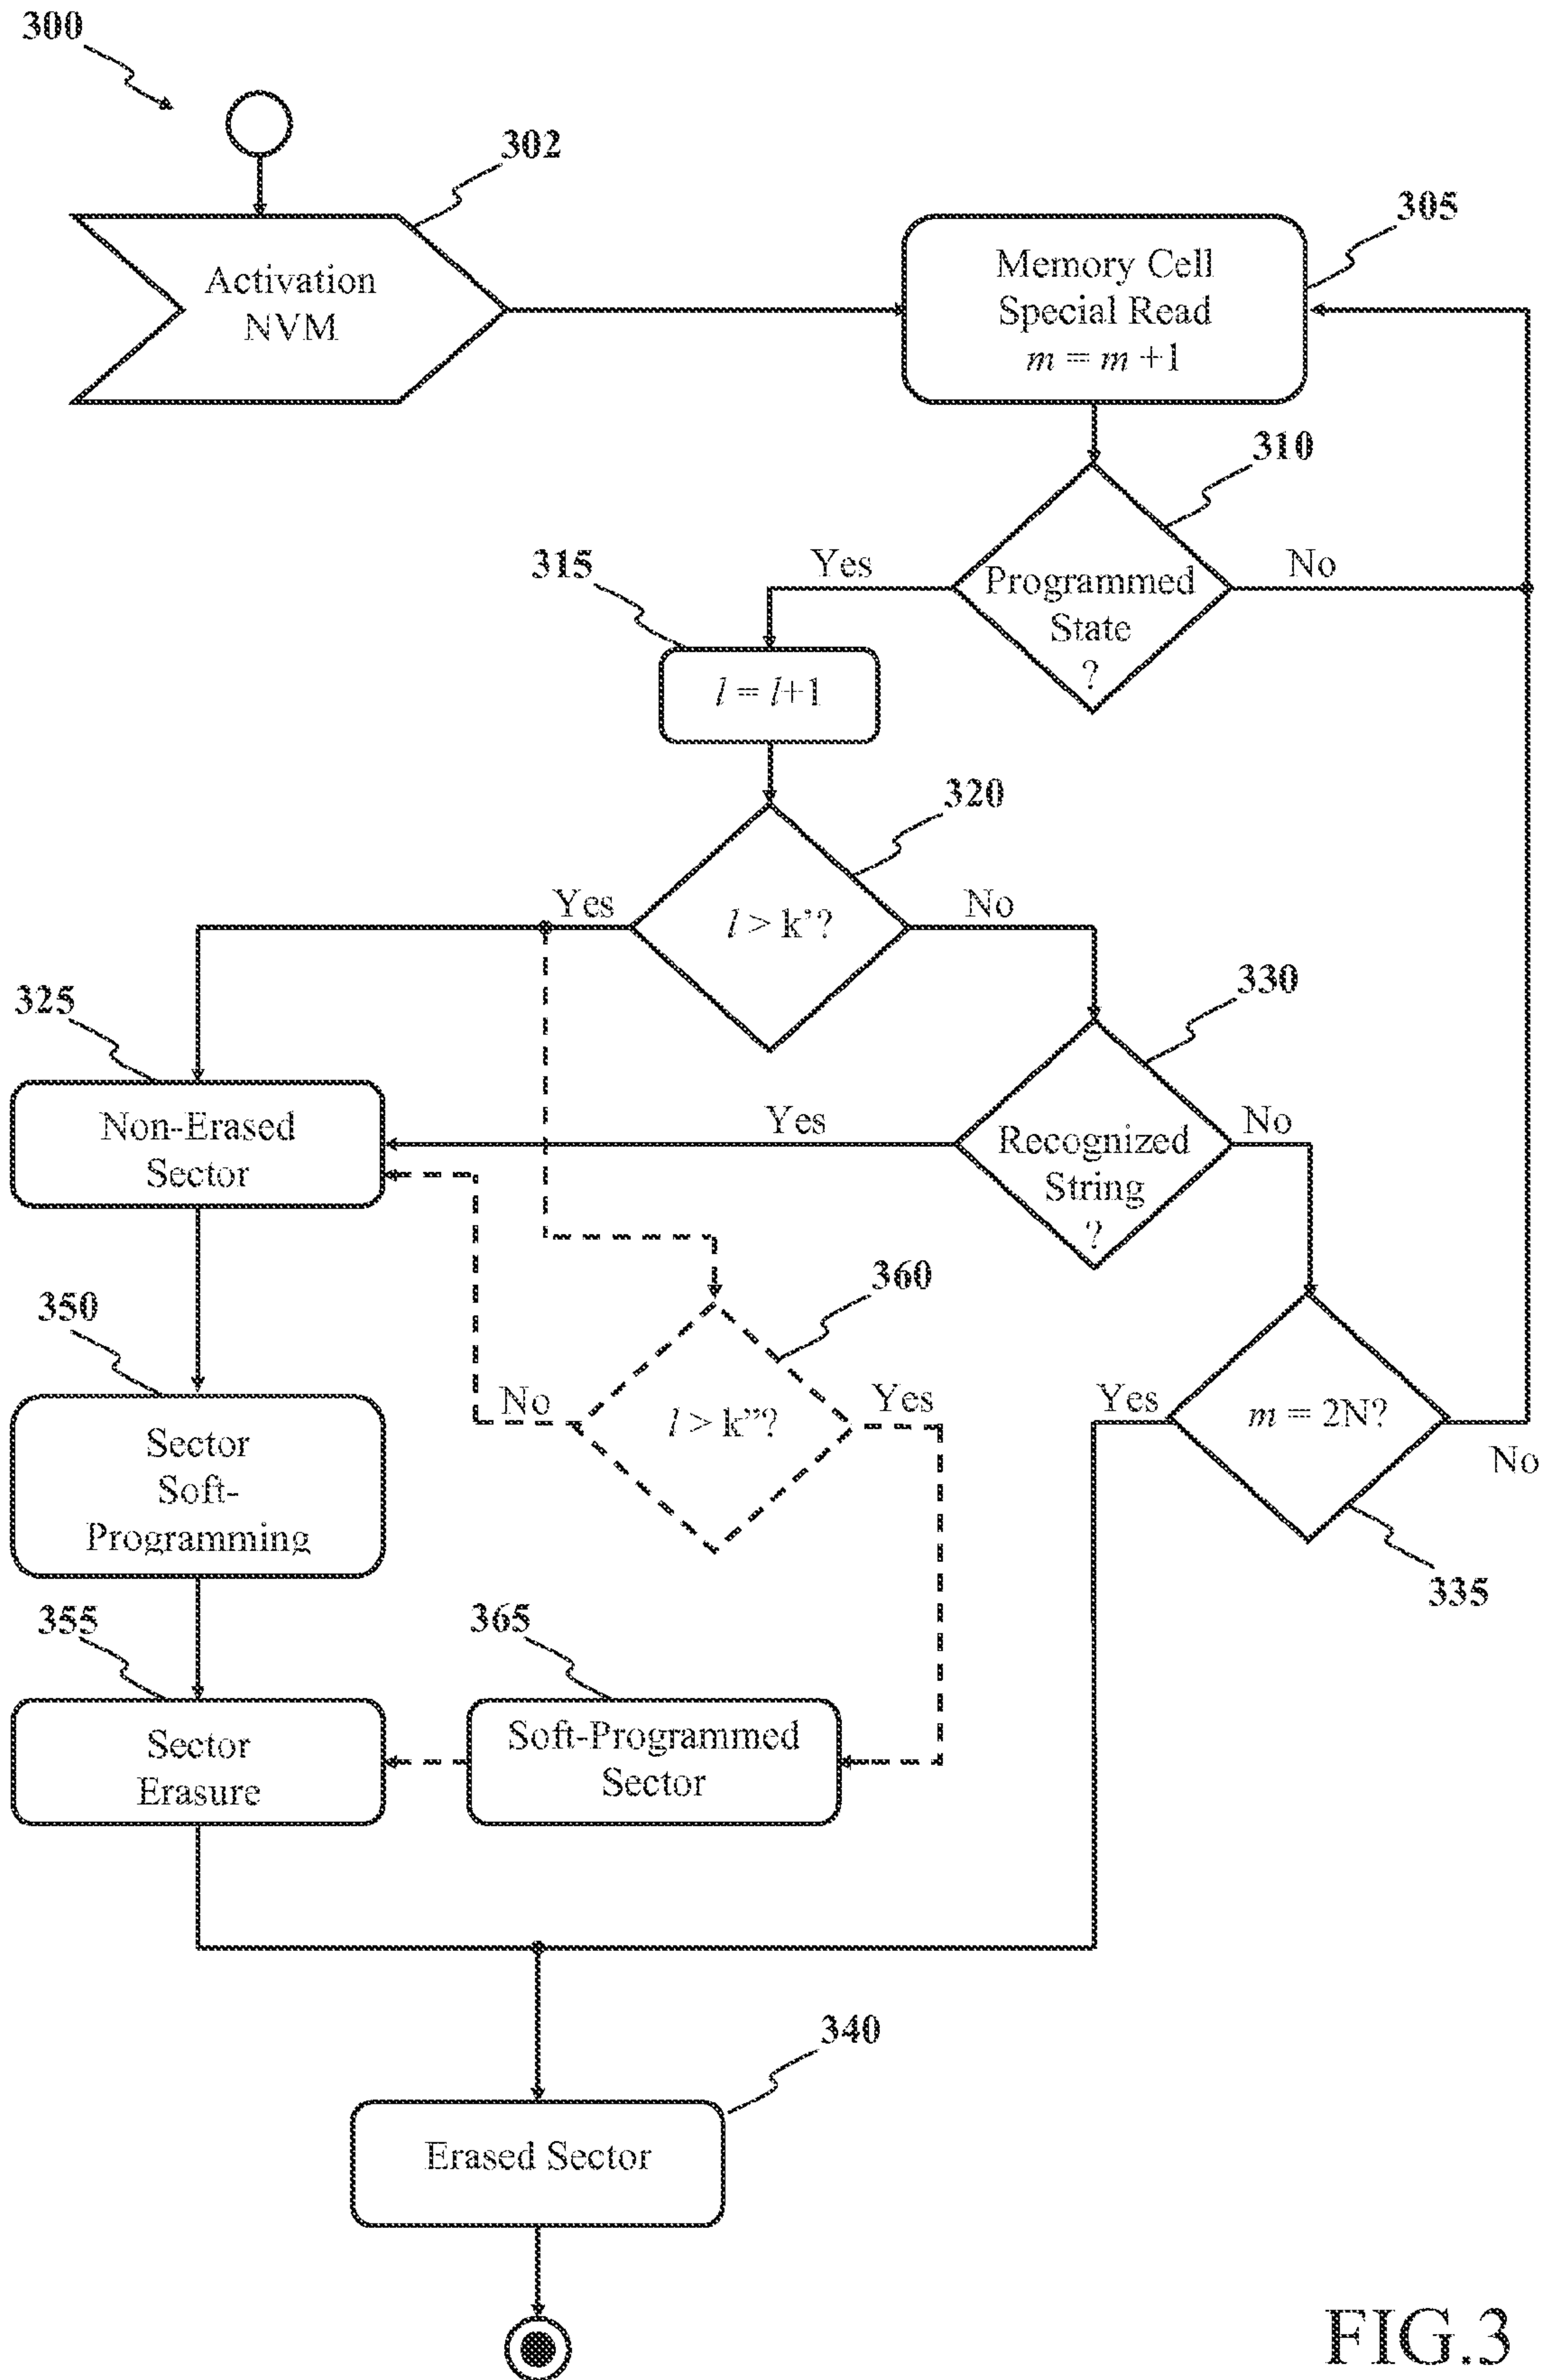 300
302
Activation
NVM
305
Memory Cell
Special Read
m = m +1
310
Programmed
State
?
Yes
No
315
l = l+1
320
l > k’?
Yes
No
325
Non-Erased
Sector
330
Recognized
String
?
Yes
No
350
Sector
Soft-
Programming
360
l > k”?
No
Yes
m = 2N?
Yes
No
335
355
Sector
Erasure
365
Soft-Programmed
Sector
340
Erased Sector
FIG.3